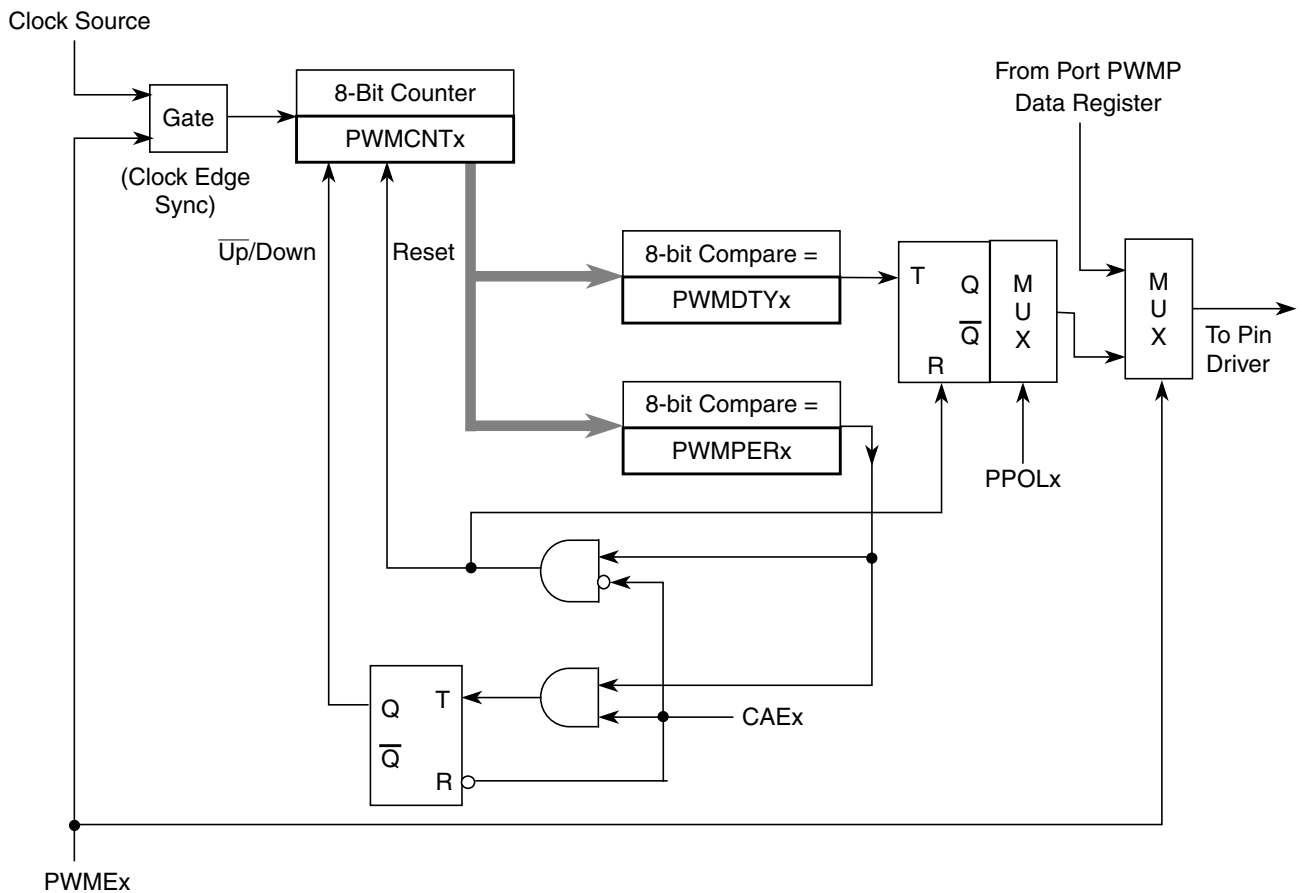 Clock Source
From Port PWMP
Data Register
8-Bit Counter
Gate
PWMCNTx
(Clock Edge
Sync)
U̅p̅/Down
Reset
8-bit Compare =
PWMDTYx
T
Q
Q̅
R
M
U
X
M
U
X
To Pin
Driver
8-bit Compare =
PWMPERx
PPOLx
Q
T
Q̅
R
CAEx
PWMEx